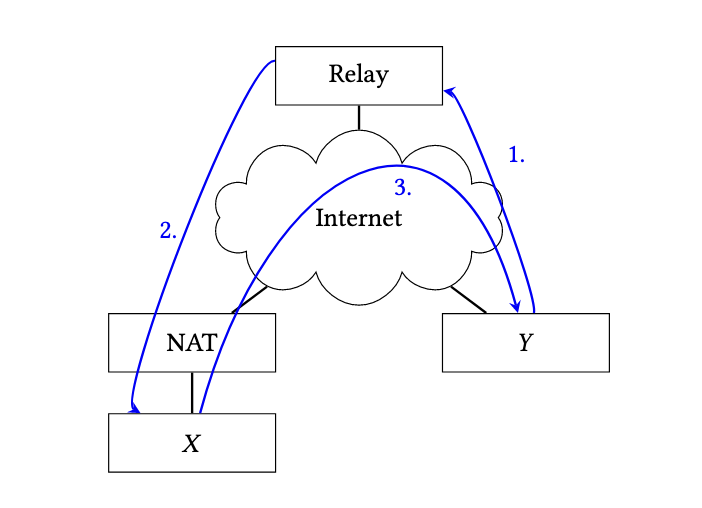 Relay
1.
3.
Internet
2.
NAT
Y
X